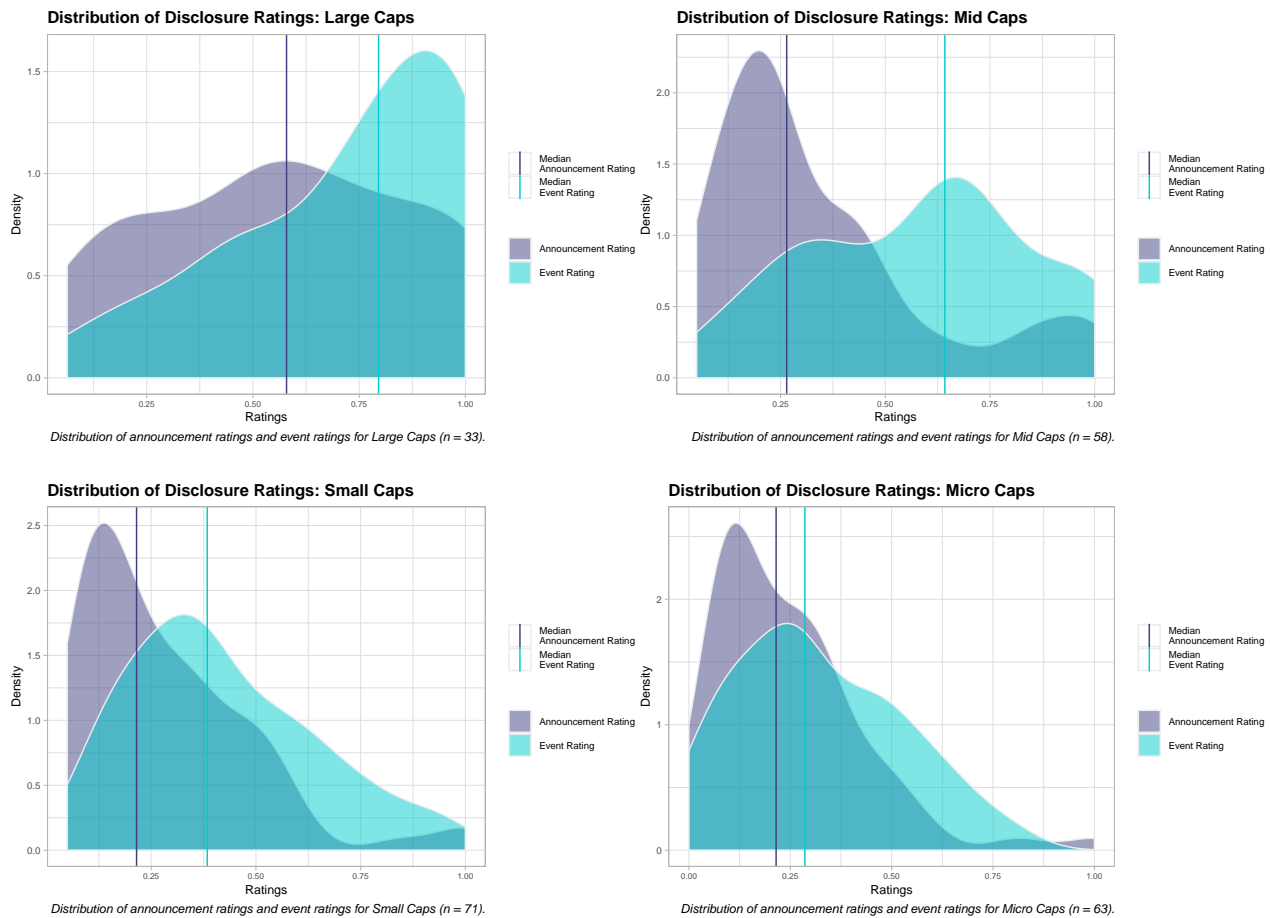 Distribution of Disclosure Ratings: Large Caps
1.5
1.0
0.5
0.0
Density
0.25
0.50
0.75
1.00
Ratings
Median
Announcement Rating
Median
Event Rating
Announcement Rating
Event Rating
Distribution of announcement ratings and event ratings for Large Caps (n = 33).
Distribution of Disclosure Ratings: Mid Caps
2.0
1.5
1.0
0.5
0.0
Density
0.25
0.50
0.75
1.00
Ratings
Median
Announcement Rating
Median
Event Rating
Announcement Rating
Event Rating
Distribution of announcement ratings and event ratings for Mid Caps (n = 58).
Distribution of Disclosure Ratings: Small Caps
2.5
2.0
1.5
1.0
0.5
0.0
Density
0.25
0.50
0.75
1.00
Ratings
Median
Announcement Rating
Median
Event Rating
Announcement Rating
Event Rating
Distribution of announcement ratings and event ratings for Small Caps (n = 71).
Distribution of Disclosure Ratings: Micro Caps
2
1
0
Density
0.00
0.25
0.50
0.75
1.00
Ratings
Median
Announcement Rating
Median
Event Rating
Announcement Rating
Event Rating
Distribution of announcement ratings and event ratings for Micro Caps (n = 63).